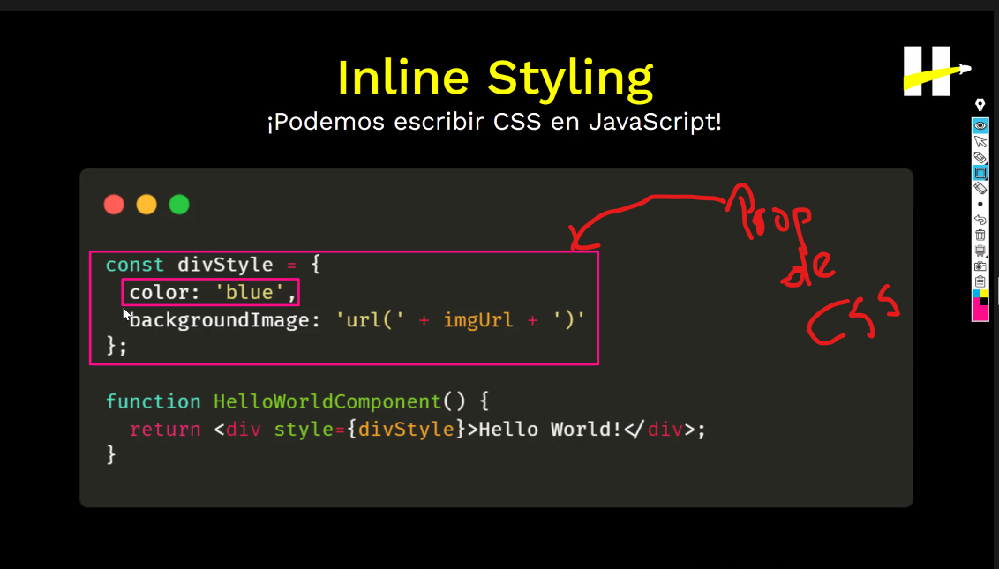 Inline Styling
¡Podemos escribir CSS en JavaScript!
Prop
de
CSS
const divStyle = {
  color: 'blue',
  backgroundImage: 'url(' + imgUrl + ')'
};
function HelloWorldComponent() {
  return <div style={divStyle}>Hello World!</div>;
}